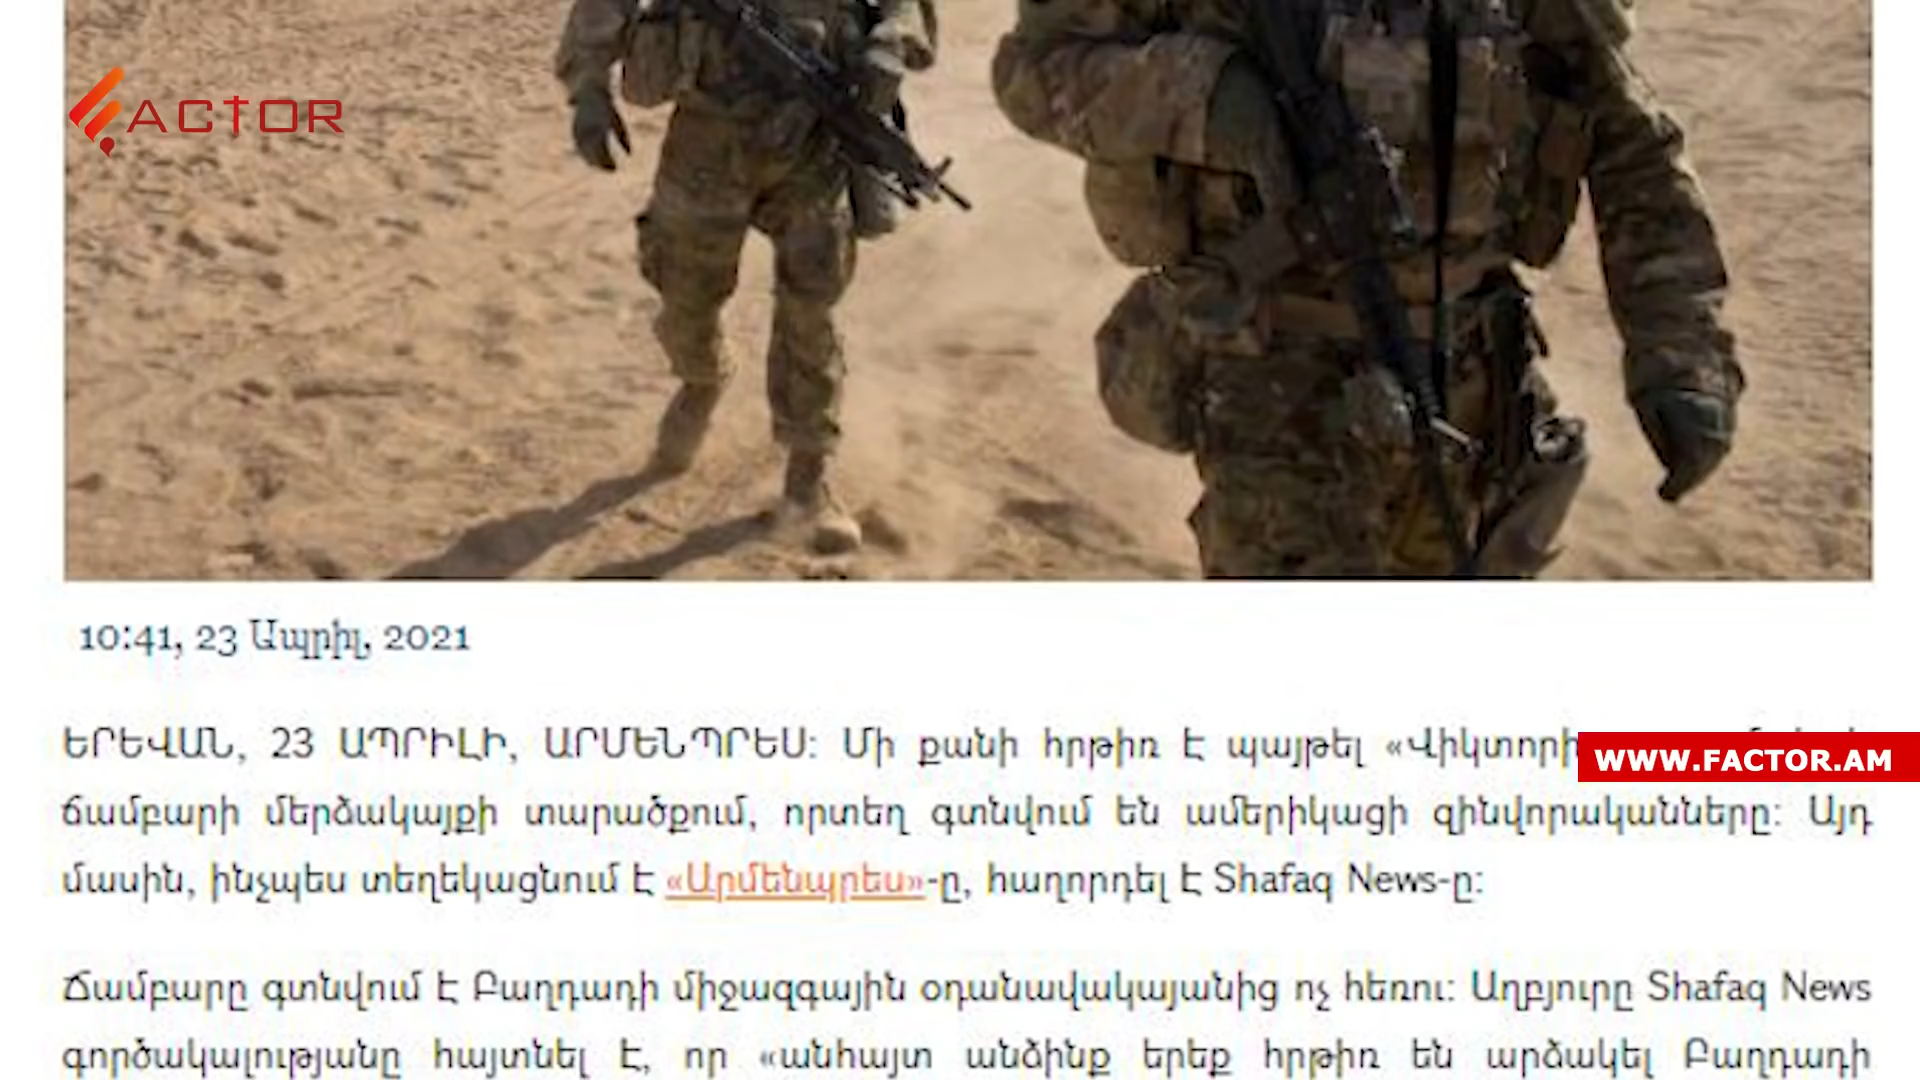 FACTOR
10:41, 23 Ապրիլ, 2021
ԵՐԵՎԱՆ, 23 ԱՊՐԻԼԻ, ԱՐՄԵՆՊՐԵՍ: Մի քանի հրթիռ է պայթել
WWW.FACTOR.AM
ճամբարի մերձակայքի տարածքում, որտեղ գտնվում են ամերիկացի զինվորականները: Այդ
մասին, ինչպես տեղեկացնում է «Արմենպրես»-ը, հաղորդել է Shafaq News-ը:
Ճամբարը գտնվում է Բաղդադի միջազգային օդանավակայանից ոչ հեռու: Աղբյուրը Shafaq News
գործակալությանը հայտնել է, որ «անհայտ անձինք երեք հրթիռ են արձակել Բաղդադի